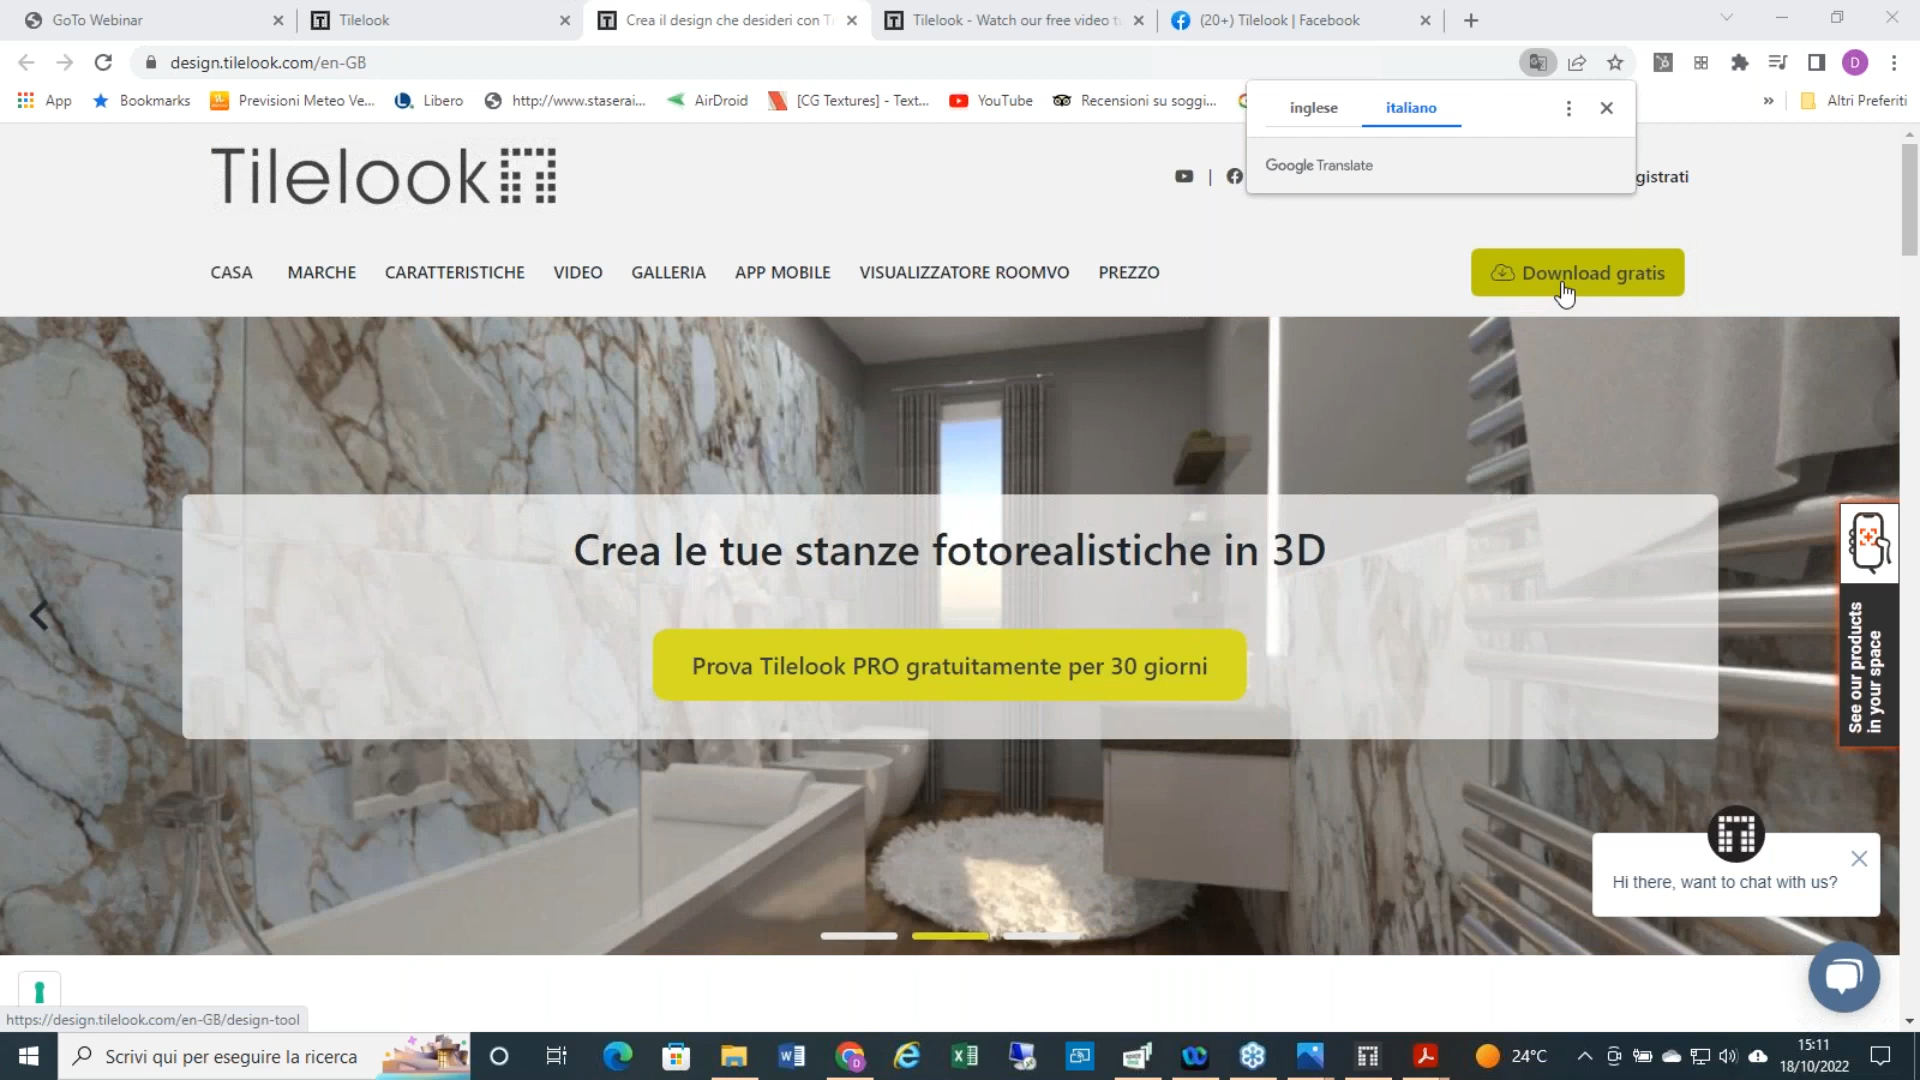 GoTo Webinar
Tilelook
Crea il design che desideri con Ti
Tilelook - Watch our free video tu
(20+) Tilelook | Facebook
design.tilelook.com/en-GB
D
App
Bookmarks
Previsioni Meteo Ve...
Libero
http://www.staserai...
AirDroid
[CG Textures] - Text...
YouTube
Recensioni su soggi...
»
Altri Preferiti
inglese
italiano
Google Translate
Tilelook
|
gistrati
CASA
MARCHE
CARATTERISTICHE
VIDEO
GALLERIA
APP MOBILE
VISUALIZZATORE ROOMVO
PREZZO
Download gratis
Crea le tue stanze fotorealistiche in 3D
Prova Tilelook PRO gratuitamente per 30 giorni
See our products
in your space
Hi there, want to chat with us?
https://design.tilelook.com/en-GB/design-tool
Scrivi qui per eseguire la ricerca
24°C
15:11
18/10/2022